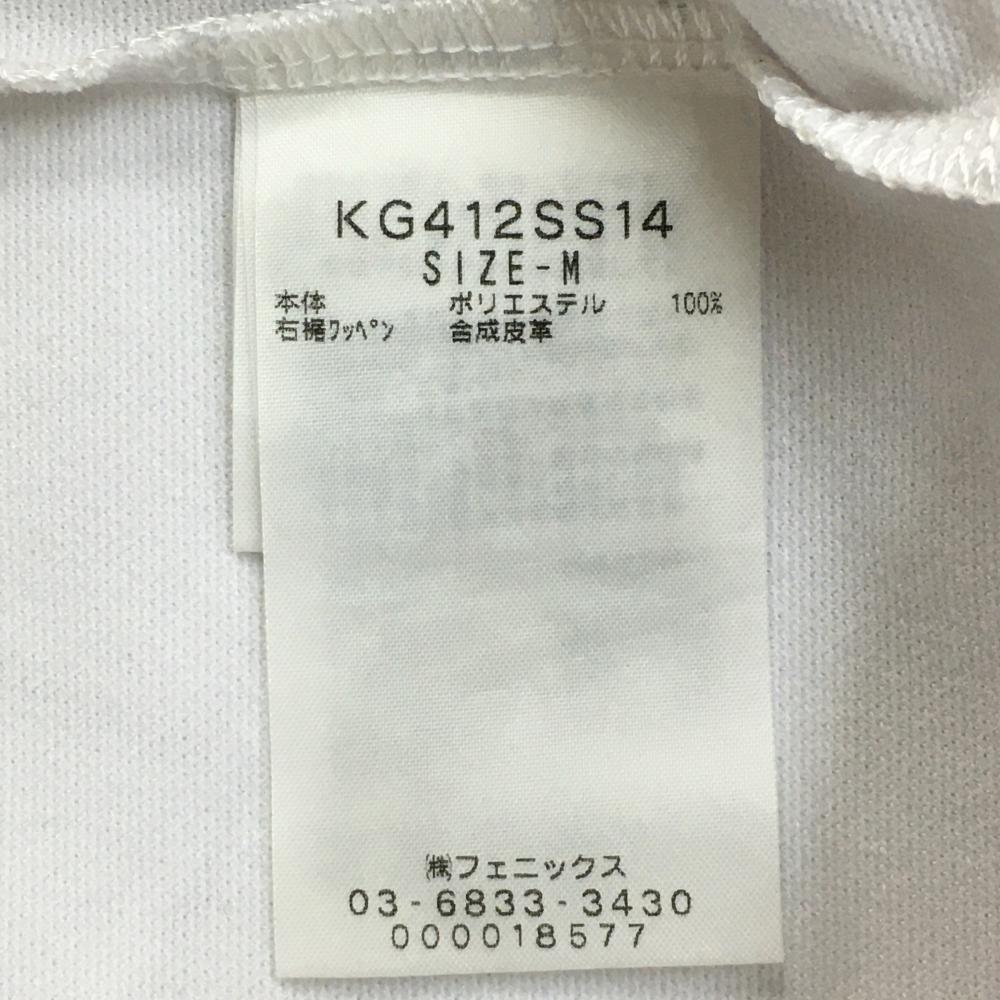 KG412SS14
SIZE-M
本体 ポリエステル 100%
右裾ﾜｯﾍﾟﾝ 合成皮革
㈱フェニックス
03-6833-3430
000018577